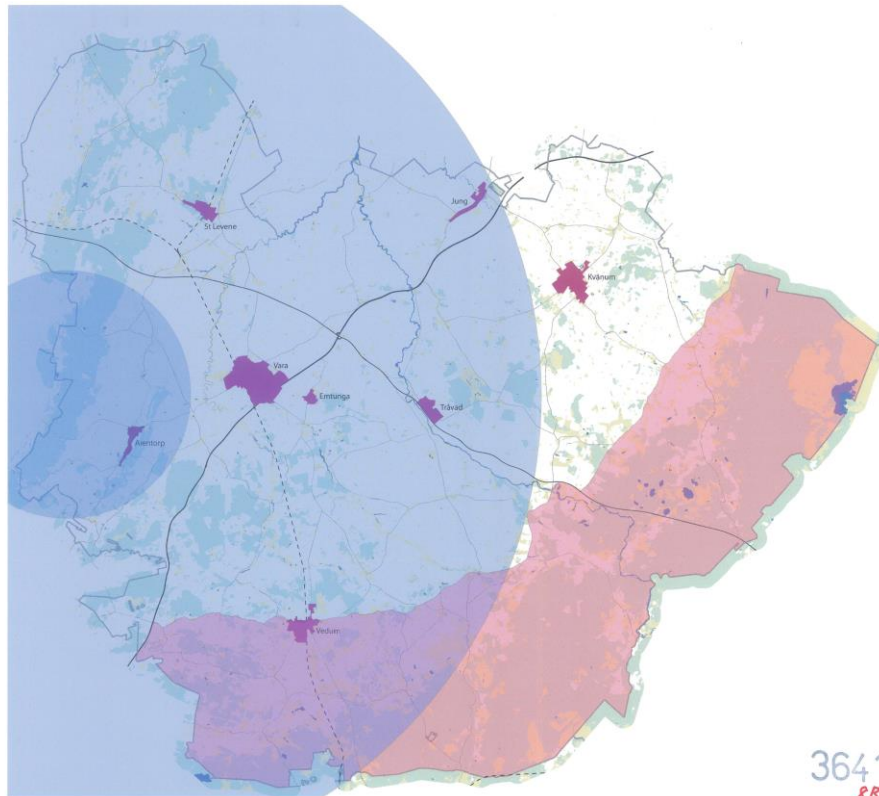 Jung
St Levene
Kvänum
Vara
Emtunga
Tråvad
Arentorp
Vedum
364